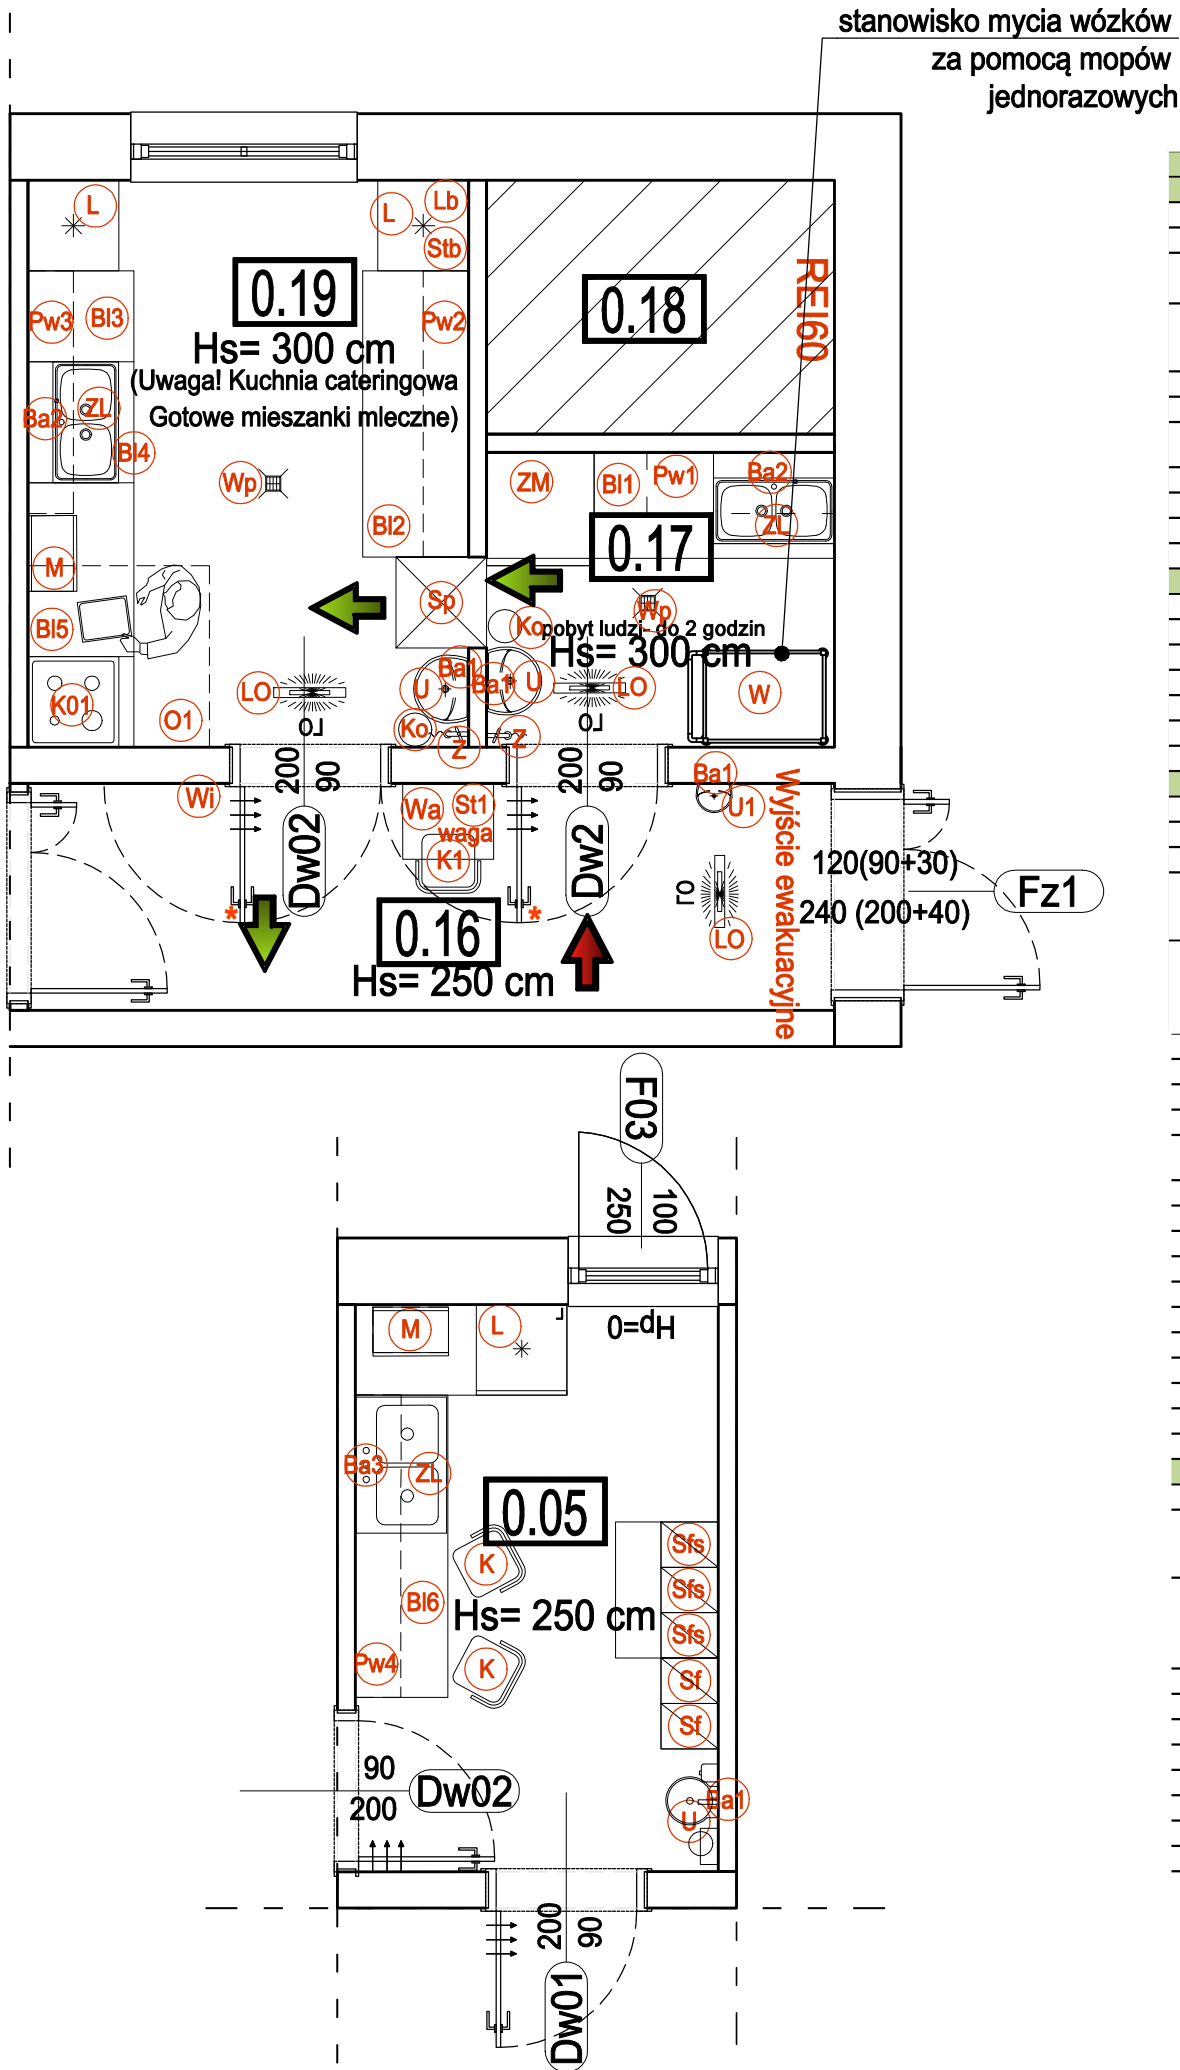 stanowisko mycia wózków
za pomocą mopów
jednorazowych
L
L
Lb
Stb
0.19
Hs= 300 cm
(Uwaga! Kuchnia cateringowa
Gotowe mieszanki mleczne)
Pw3
Bl3
Pw2
0.18
REI60
Ba2
ZL
Bl4
Wp
Bl2
ZM
Bl1
Pw1
Ba2
ZL
0.17
M
Sp
Wp
Ko
pobyt ludzi- do 2 godzin
Hs= 300 cm
Bl5
K01
O1
LO
LO
U
Ba1
Ba1
U
LO
LO
W
Ko
Z
Z
200
90
200
90
Wi
Dw02
Wa
St1
waga
K1
Dw2
Ba1
U1
Wyjście ewakuacyjne
120(90+30)
240 (200+40)
Fz1
LO
LO
*
*
0.16
Hs= 250 cm
F03
250
100
Hp=0
M
L
L
Ba3
ZL
0.05
K
Sfs
Sfs
Sfs
Sf
Sf
Bl6
Hs= 250 cm
Pw4
K
90
200
Dw02
Ba1
U
200
90
Dw01